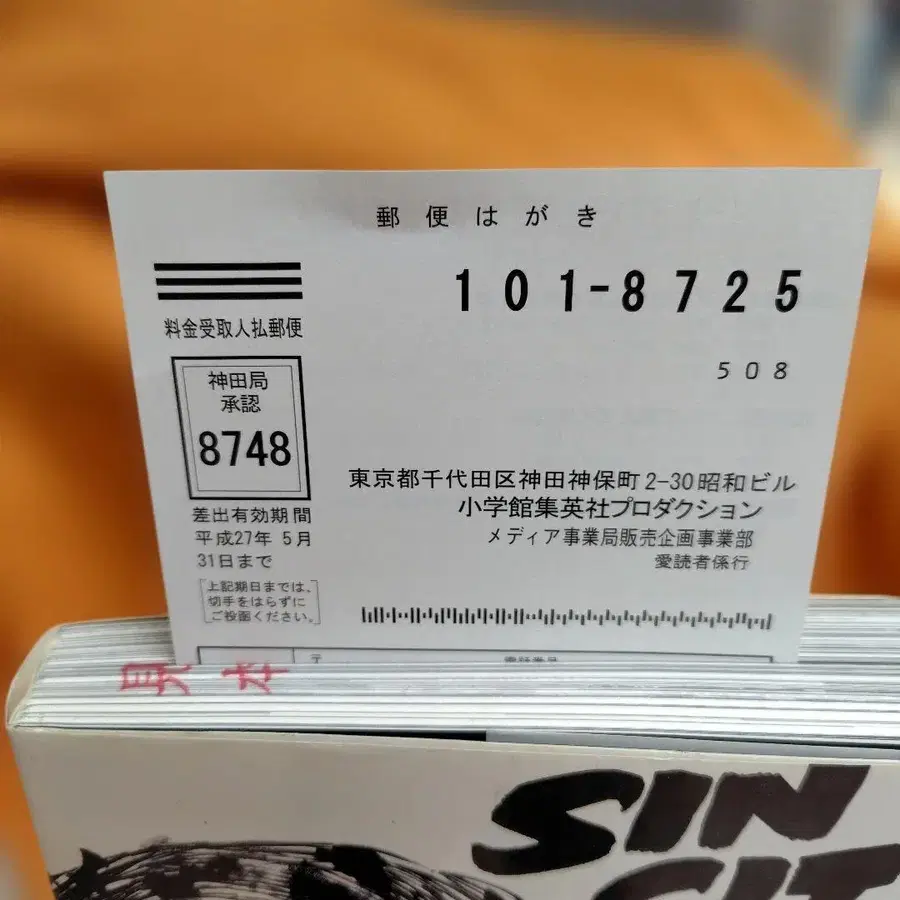 郵便はがき
101-8725
料金受取人払郵便
508
神田局
承認
8748
東京都千代田区神田神保町2-30昭和ビル
小学館集英社プロダクション
メディア事業局販売企画事業部
愛読者係行
差出有効期間
平成27年 5月
31日まで
上記期日までは、
切手をはらずに
ご投函ください。
〒
見本
SIN
CIT